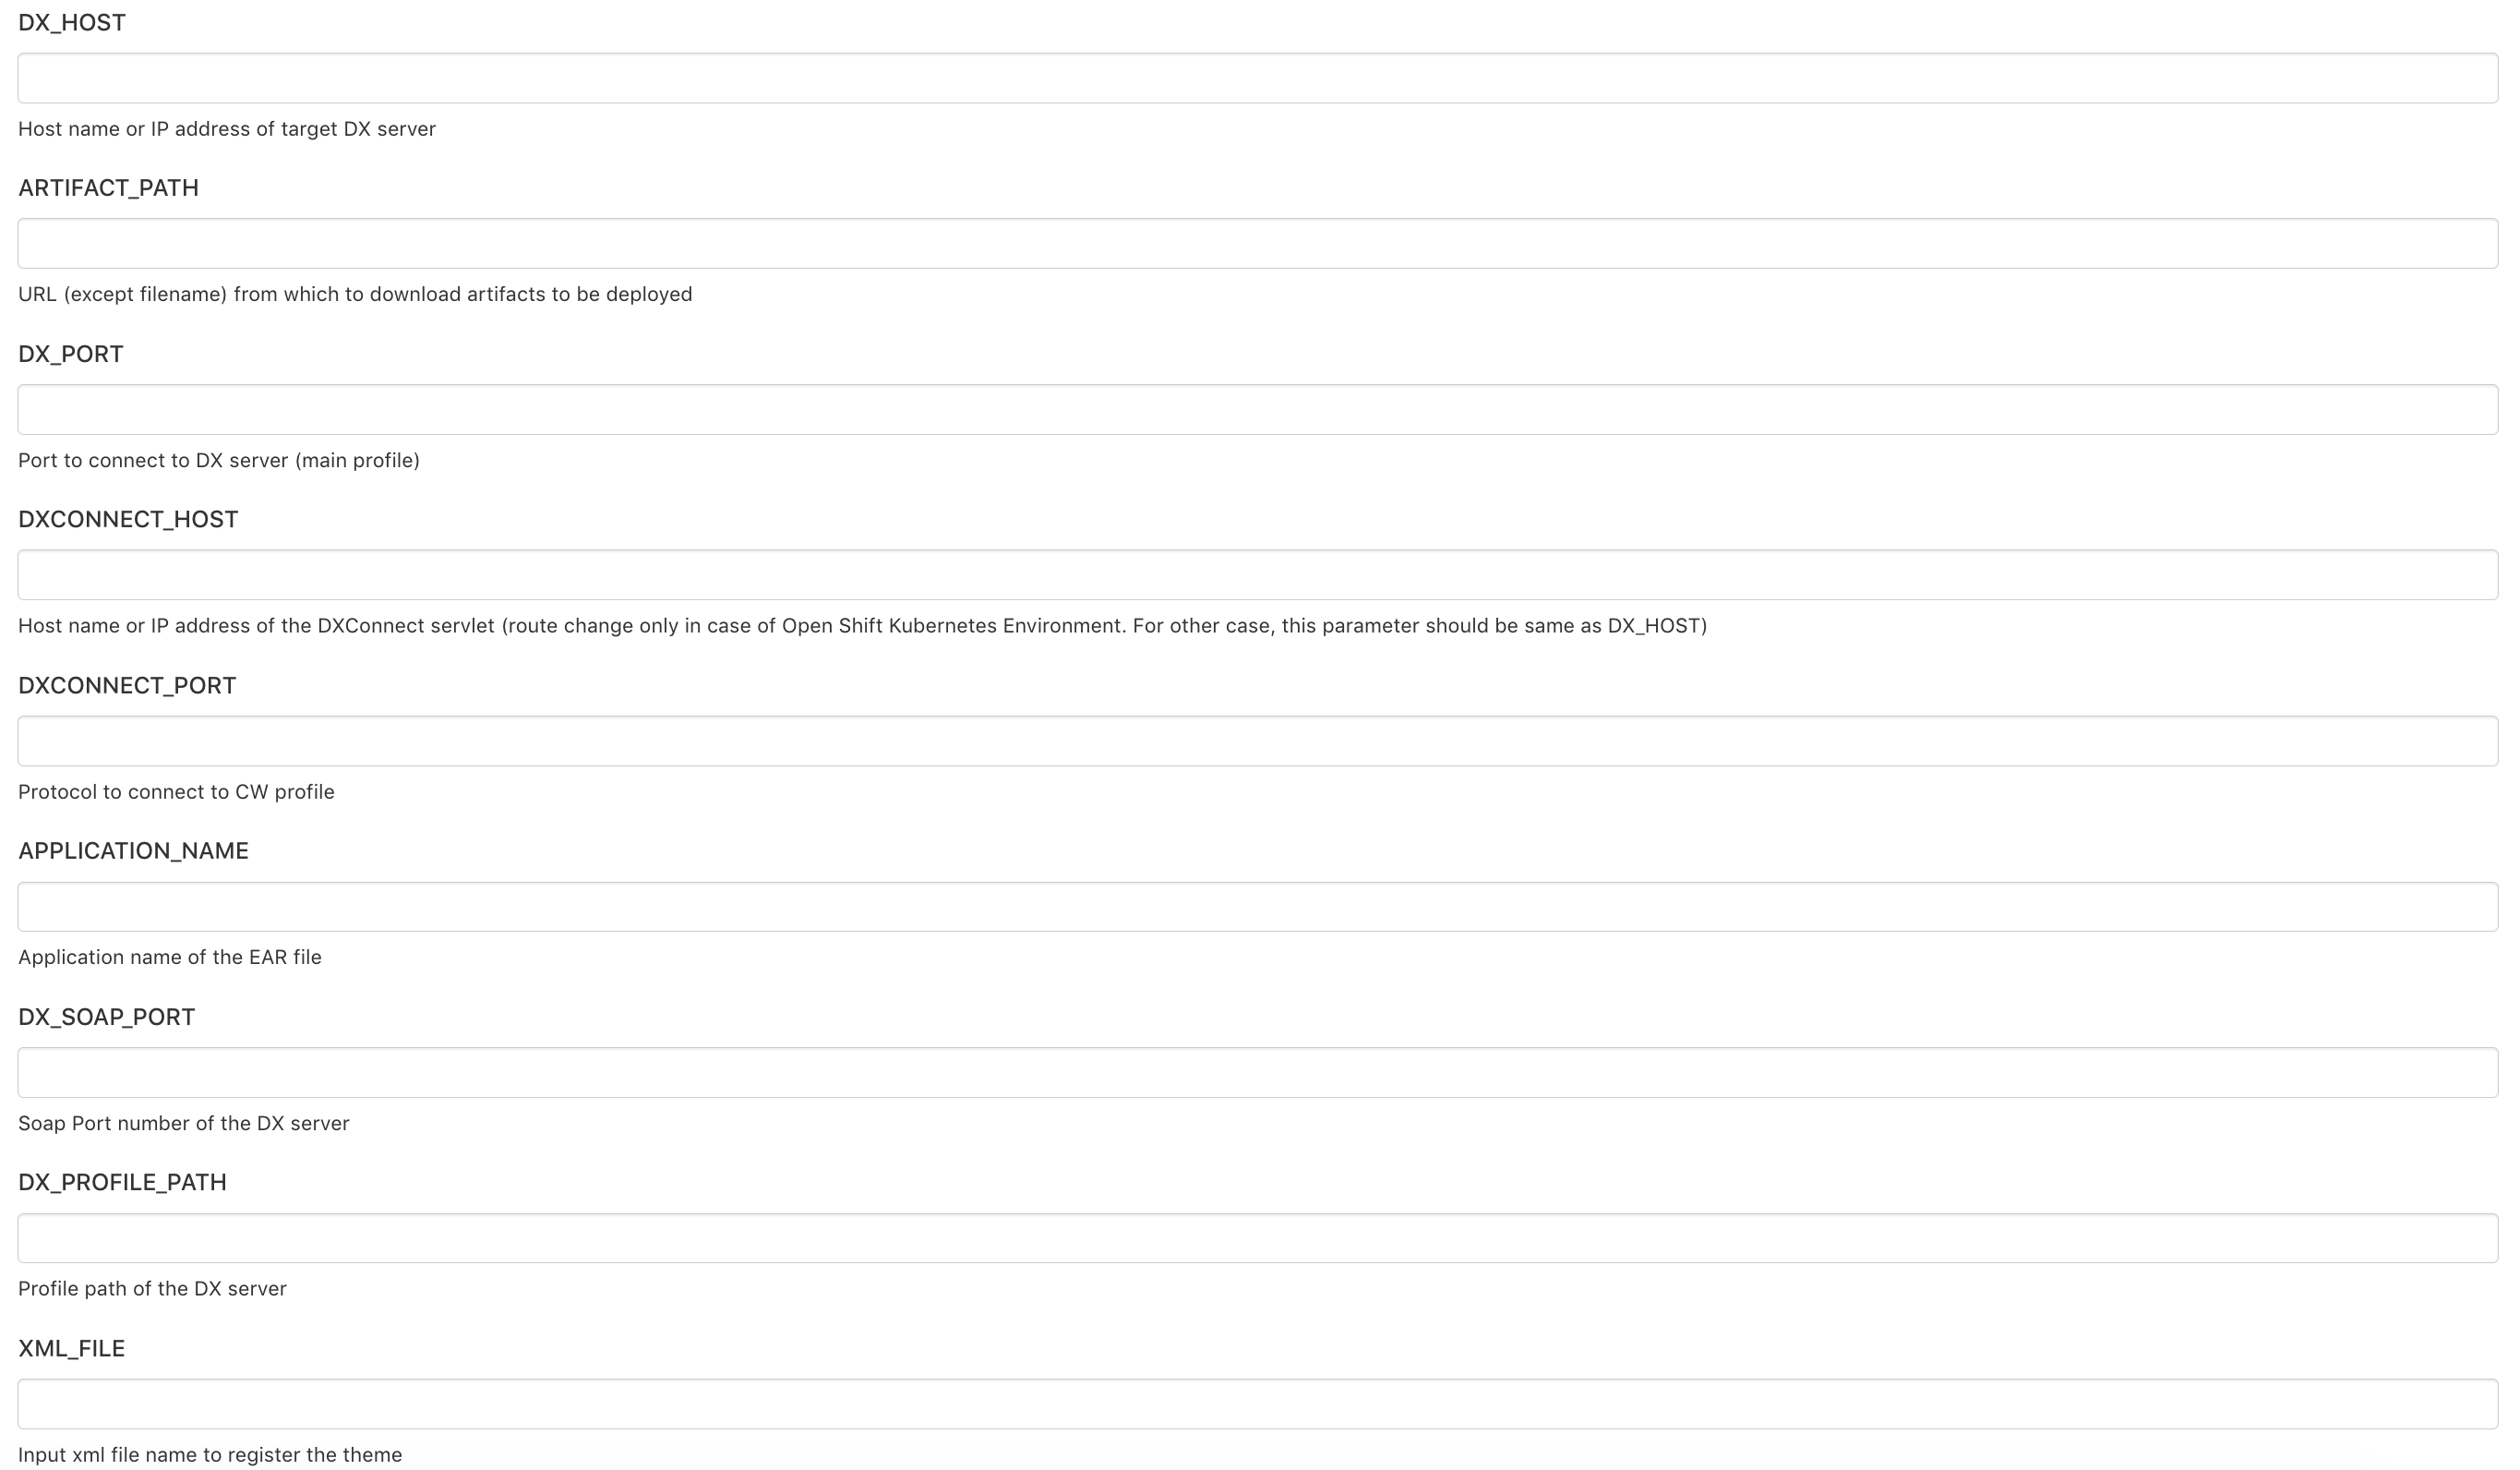 DX_HOST
Host name or IP address of target DX server
ARTIFACT_PATH
URL (except filename) from which to download artifacts to be deployed
DX_PORT
Port to connect to DX server (main profile)
DXCONNECT_HOST
Host name or IP address of the DXConnect servlet (route change only in case of Open Shift Kubernetes Environment. For other case, this parameter should be same as DX_HOST)
DXCONNECT_PORT
Protocol to connect to CW profile
APPLICATION_NAME
Application name of the EAR file
DX_SOAP_PORT
Soap Port number of the DX server
DX_PROFILE_PATH
Profile path of the DX server
XML_FILE
Input xml file name to register the theme